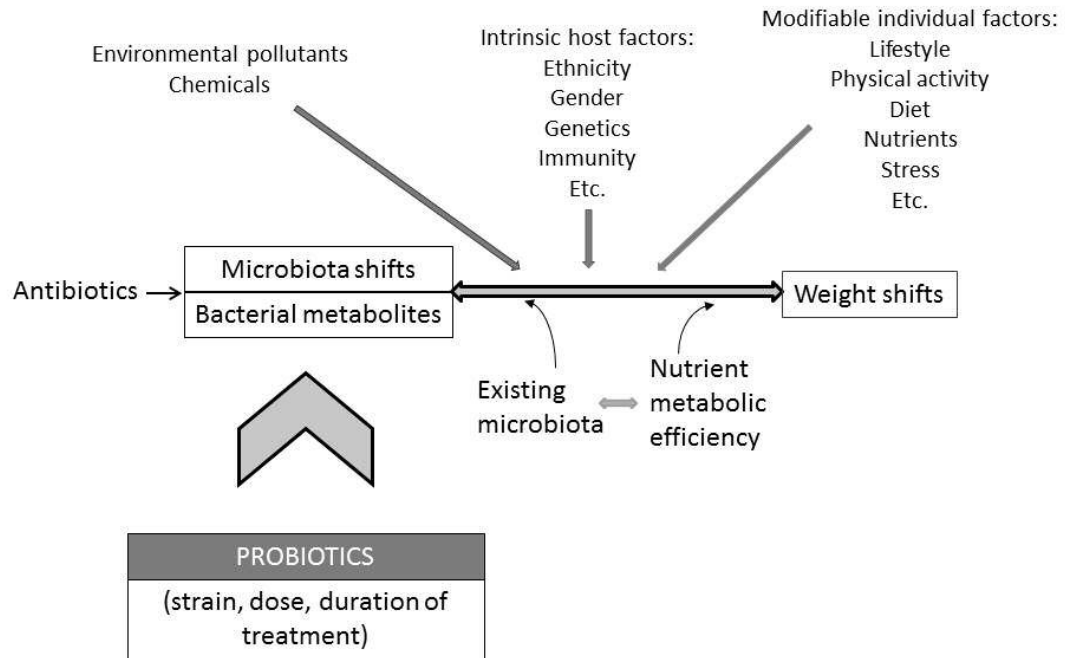 Environmental pollutants
Chemicals
Intrinsic host factors:
Ethnicity
Gender
Genetics
Immunity
Etc.
Modifiable individual factors:
Lifestyle
Physical activity
Diet
Nutrients
Stress
Etc.
Antibiotics
Microbiota shifts
Bacterial metabolites
Weight shifts
Existing
microbiota
Nutrient
metabolic
efficiency
PROBIOTICS
(strain, dose, duration of
treatment)